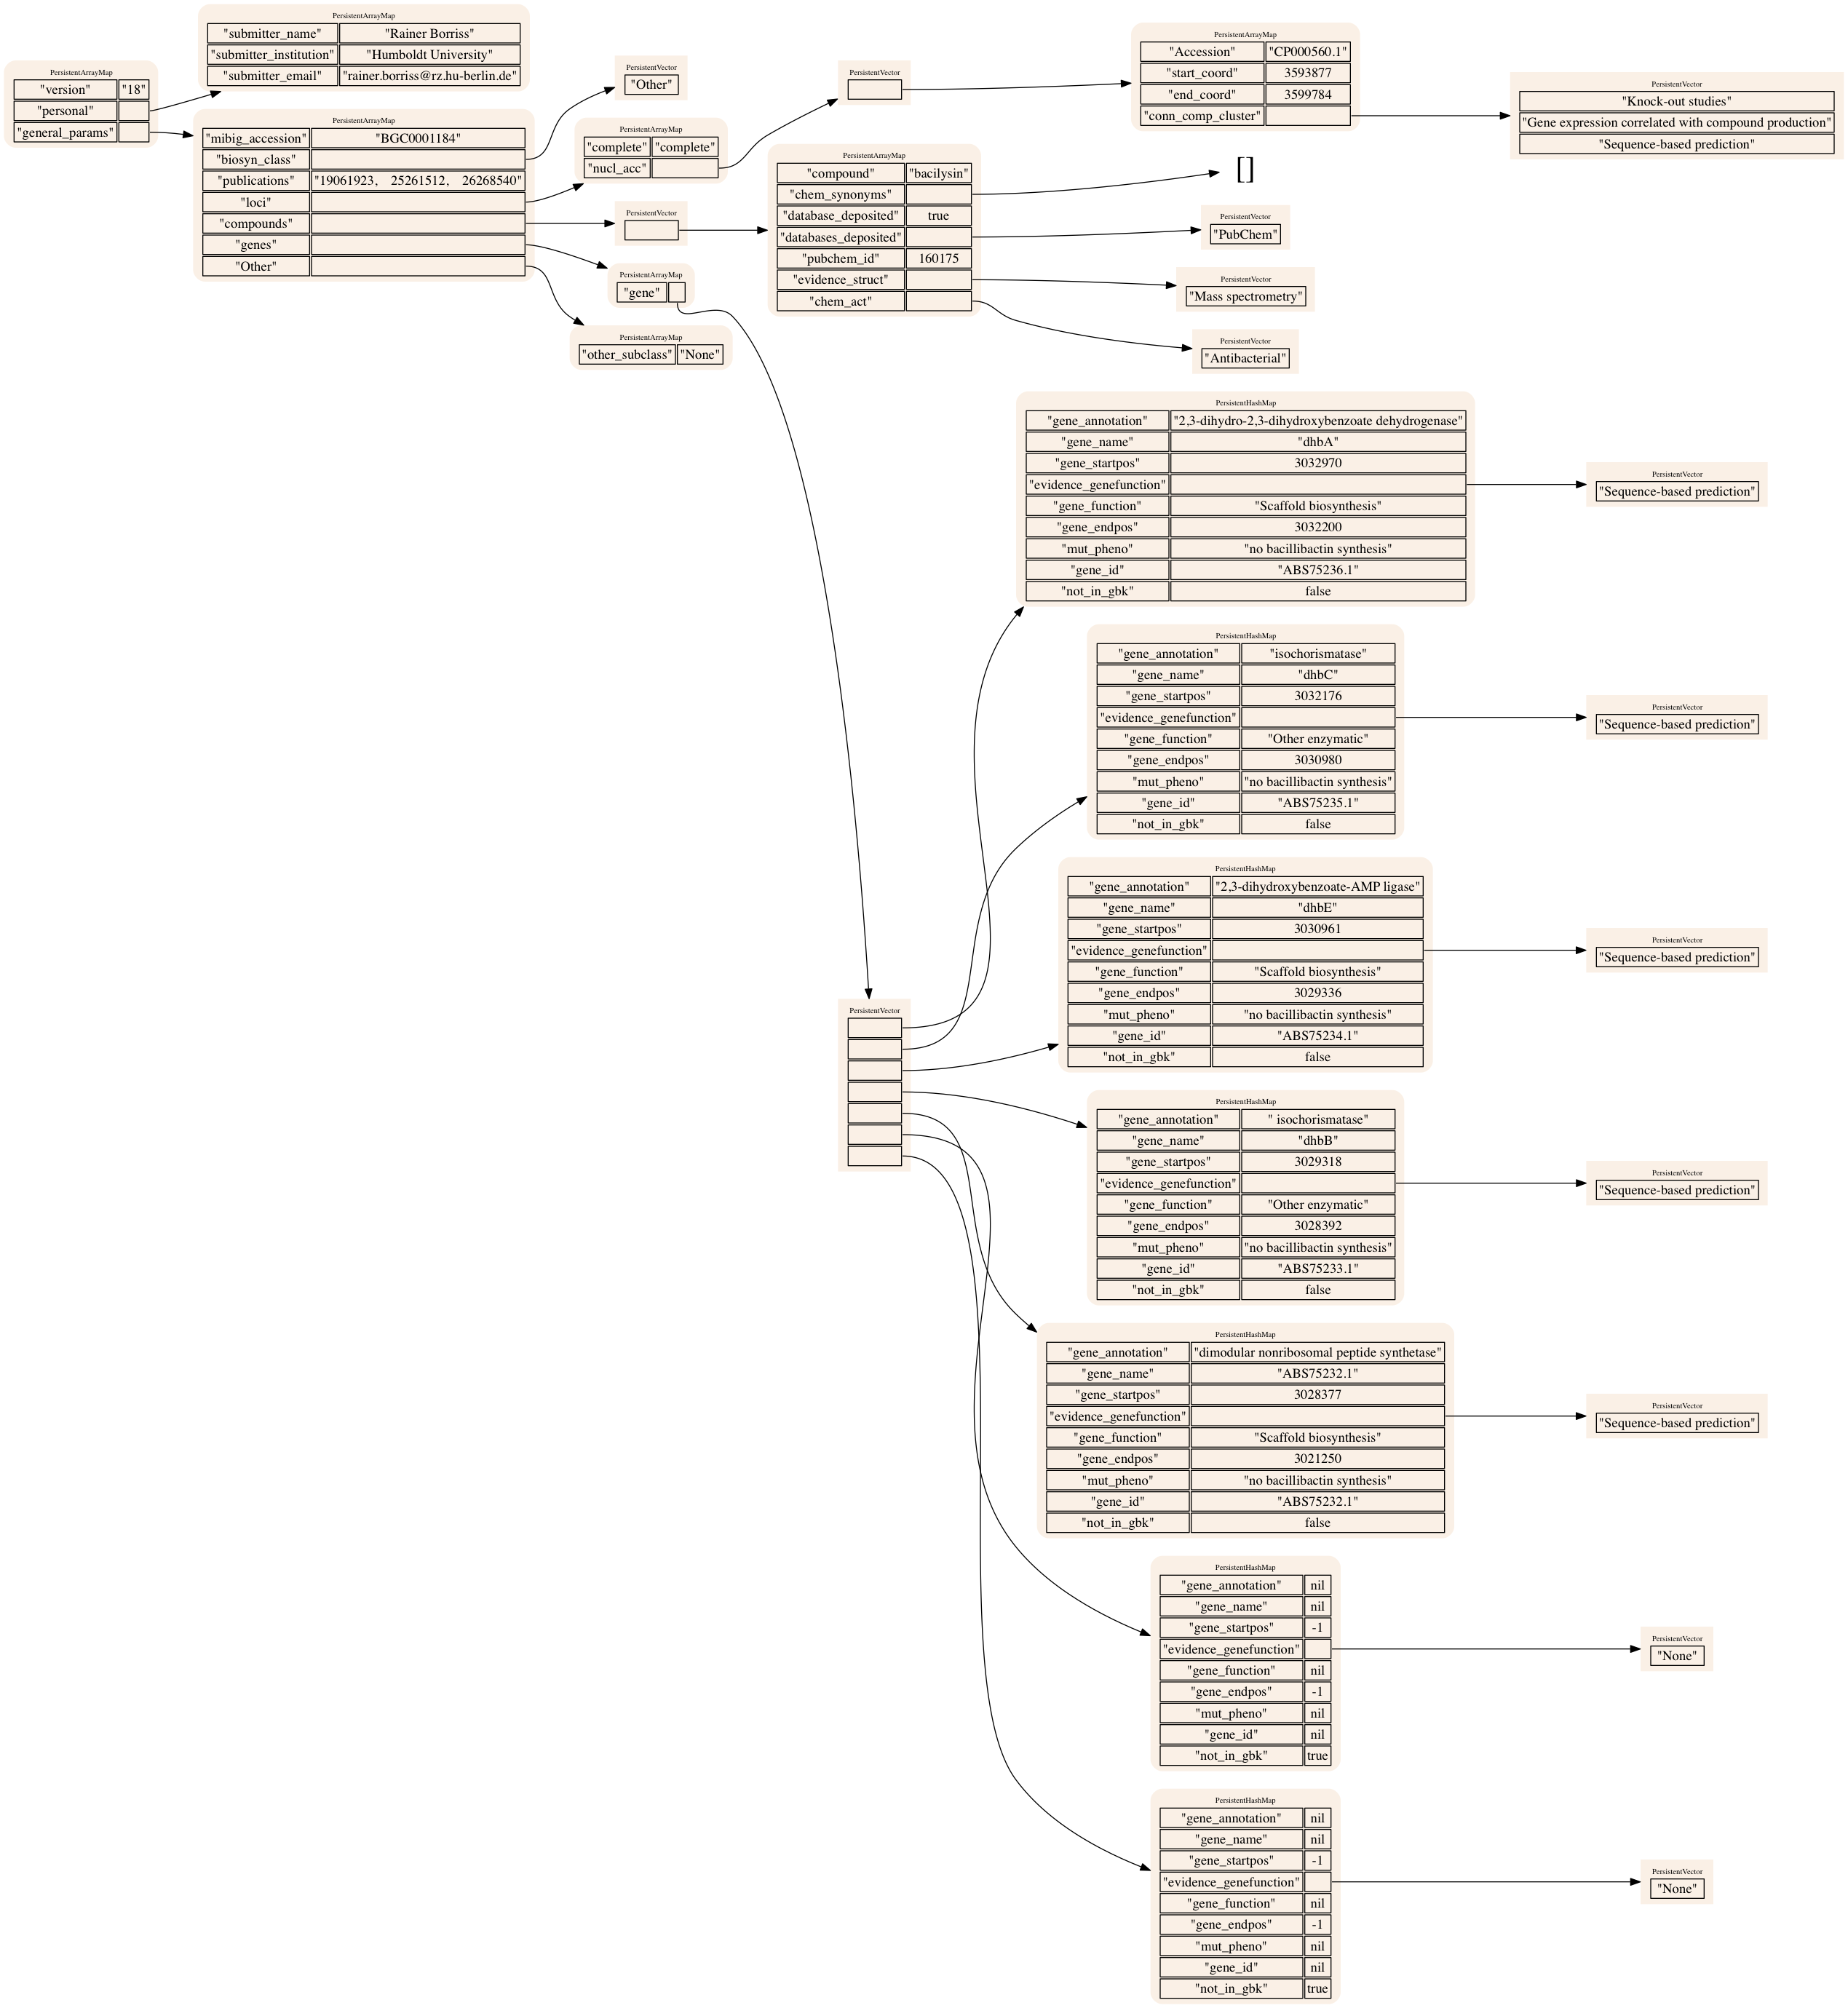 PersistentArrayMap
"version" "18"
"personal"
"general_params"
PersistentArrayMap
"submitter_name" "Rainer Borriss"
"submitter_institution" "Humboldt University"
"submitter_email" "rainer.borriss@rz.hu-berlin.de"
PersistentArrayMap
"mibig_accession" "BGC0001184"
"biosyn_class"
"publications" "19061923, 25261512, 26268540"
"loci"
"compounds"
"genes"
"Other"
PersistentVector
"Other"
PersistentArrayMap
"complete" "complete"
"nucl_acc"
PersistentVector
PersistentArrayMap
"gene"
PersistentArrayMap
"other_subclass" "None"
PersistentVector
PersistentArrayMap
"compound" "bacilysin"
"chem_synonyms"
"database_deposited" true
"databases_deposited"
"pubchem_id" 160175
"evidence_struct"
"chem_act"
PersistentArrayMap
"Accession" "CP000560.1"
"start_coord" 3593877
"end_coord" 3599784
"conn_comp_cluster"
PersistentVector
"Knock-out studies"
"Gene expression correlated with compound production"
"Sequence-based prediction"
[]
PersistentVector
"PubChem"
PersistentVector
"Mass spectrometry"
PersistentVector
"Antibacterial"
PersistentVector
PersistentHashMap
"gene_annotation" "2,3-dihydro-2,3-dihydroxybenzoate dehydrogenase"
"gene_name" "dhbA"
"gene_startpos" 3032970
"evidence_genefunction"
"gene_function" "Scaffold biosynthesis"
"gene_endpos" 3032200
"mut_pheno" "no bacillibactin synthesis"
"gene_id" "ABS75236.1"
"not_in_gbk" false
PersistentVector
"Sequence-based prediction"
PersistentHashMap
"gene_annotation" "isochorismatase"
"gene_name" "dhbC"
"gene_startpos" 3032176
"evidence_genefunction"
"gene_function" "Other enzymatic"
"gene_endpos" 3030980
"mut_pheno" "no bacillibactin synthesis"
"gene_id" "ABS75235.1"
"not_in_gbk" false
PersistentVector
"Sequence-based prediction"
PersistentHashMap
"gene_annotation" "2,3-dihydroxybenzoate-AMP ligase"
"gene_name" "dhbE"
"gene_startpos" 3030961
"evidence_genefunction"
"gene_function" "Scaffold biosynthesis"
"gene_endpos" 3029336
"mut_pheno" "no bacillibactin synthesis"
"gene_id" "ABS75234.1"
"not_in_gbk" false
PersistentVector
"Sequence-based prediction"
PersistentHashMap
"gene_annotation" " isochorismatase"
"gene_name" "dhbB"
"gene_startpos" 3029318
"evidence_genefunction"
"gene_function" "Other enzymatic"
"gene_endpos" 3028392
"mut_pheno" "no bacillibactin synthesis"
"gene_id" "ABS75233.1"
"not_in_gbk" false
PersistentVector
"Sequence-based prediction"
PersistentHashMap
"gene_annotation" "dimodular nonribosomal peptide synthetase"
"gene_name" "ABS75232.1"
"gene_startpos" 3028377
"evidence_genefunction"
"gene_function" "Scaffold biosynthesis"
"gene_endpos" 3021250
"mut_pheno" "no bacillibactin synthesis"
"gene_id" "ABS75232.1"
"not_in_gbk" false
PersistentVector
"Sequence-based prediction"
PersistentHashMap
"gene_annotation" nil
"gene_name" nil
"gene_startpos" -1
"evidence_genefunction"
"gene_function" nil
"gene_endpos" -1
"mut_pheno" nil
"gene_id" nil
"not_in_gbk" true
PersistentVector
"None"
PersistentHashMap
"gene_annotation" nil
"gene_name" nil
"gene_startpos" -1
"evidence_genefunction"
"gene_function" nil
"gene_endpos" -1
"mut_pheno" nil
"gene_id" nil
"not_in_gbk" true
PersistentVector
"None"